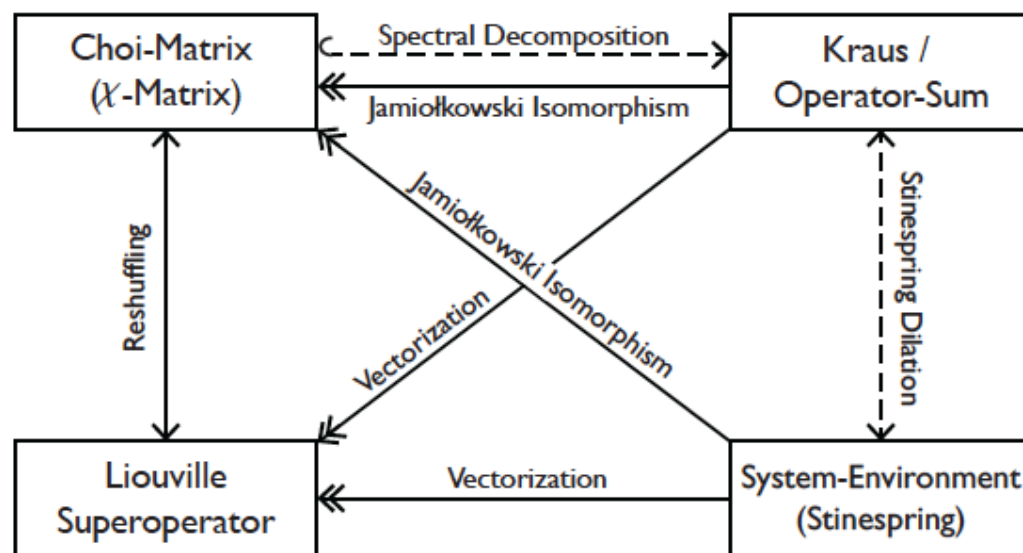 Choi-Matrix
(χ-Matrix)
Spectral Decomposition
Jamiołkowski Isomorphism
Kraus /
Operator-Sum
Reshuffling
Jamiołkowski Isomorphism
Vectorization
Stinespring Dilation
Liouville
Superoperator
Vectorization
System-Environment
(Stinespring)